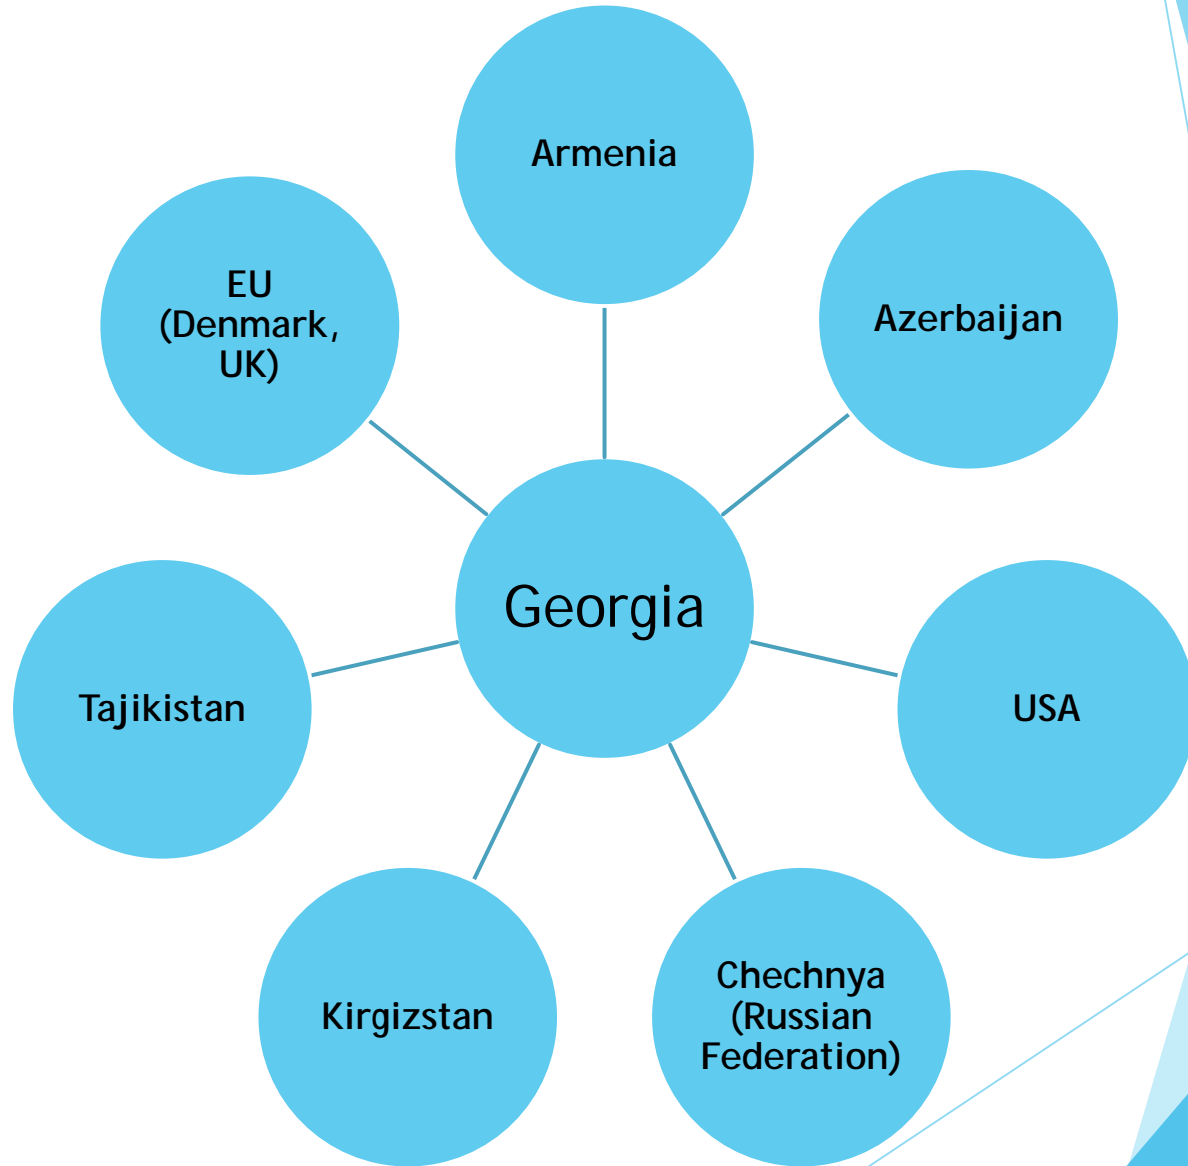 Armenia
Azerbaijan
USA
Chechnya
(Russian
Federation)
Kirgizstan
Tajikistan
EU
(Denmark,
UK)
Georgia